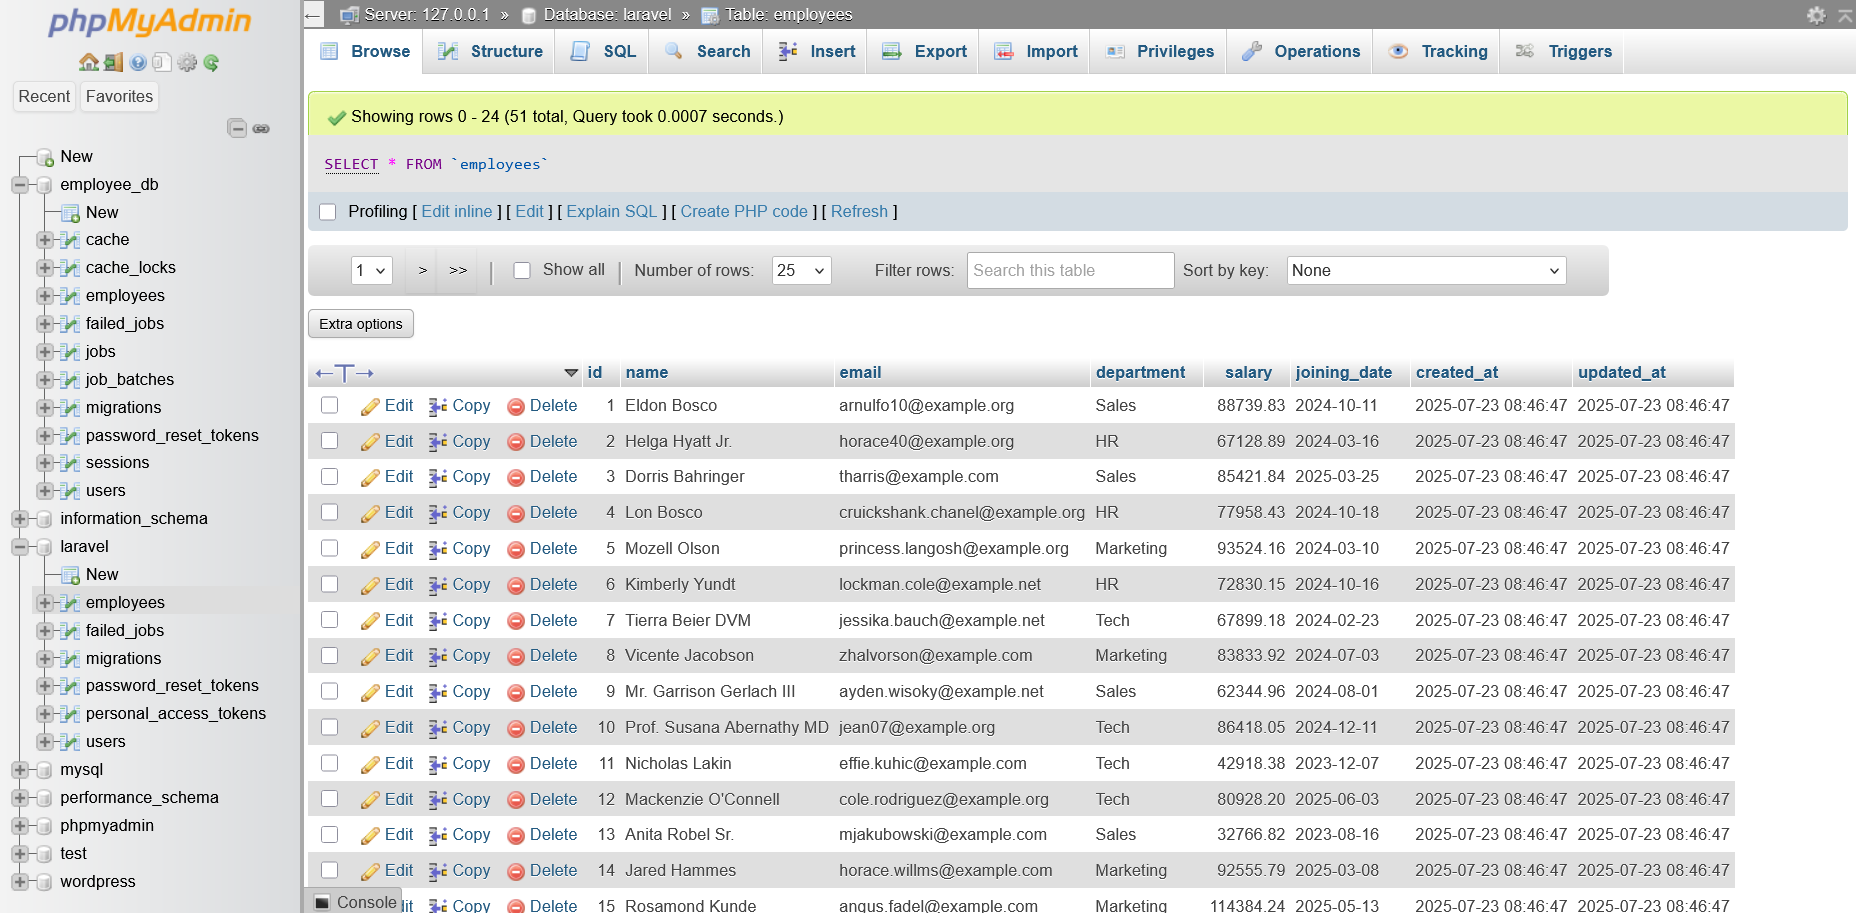 phpMyAdmin
Recent Favorites
New
employee_db
New
cache
cache_locks
employees
failed_jobs
jobs
job_batches
migrations
password_reset_tokens
sessions
users
information_schema
laravel
New
employees
failed_jobs
migrations
password_reset_tokens
personal_access_tokens
users
mysql
performance_schema
phpmyadmin
test
wordpress
← Server: 127.0.0.1 » Database: laravel » Table: employees
Browse Structure SQL Search Insert Export Import Privileges Operations Tracking Triggers
Showing rows 0 - 24 (51 total, Query took 0.0007 seconds.)
SELECT * FROM `employees`
Profiling [ Edit inline ] [ Edit ] [ Explain SQL ] [ Create PHP code ] [ Refresh ]
1 > >> Show all Number of rows: 25 Filter rows: Search this table Sort by key: None
Extra options
←T→ id name email department salary joining_date created_at updated_at
Edit Copy Delete 1 Eldon Bosco arnulfo10@example.org Sales 88739.83 2024-10-11 2025-07-23 08:46:47 2025-07-23 08:46:47
Edit Copy Delete 2 Helga Hyatt Jr. horace40@example.org HR 67128.89 2024-03-16 2025-07-23 08:46:47 2025-07-23 08:46:47
Edit Copy Delete 3 Dorris Bahringer tharris@example.com Sales 85421.84 2025-03-25 2025-07-23 08:46:47 2025-07-23 08:46:47
Edit Copy Delete 4 Lon Bosco cruickshank.chanel@example.org HR 77958.43 2024-10-18 2025-07-23 08:46:47 2025-07-23 08:46:47
Edit Copy Delete 5 Mozell Olson princess.langosh@example.org Marketing 93524.16 2024-03-10 2025-07-23 08:46:47 2025-07-23 08:46:47
Edit Copy Delete 6 Kimberly Yundt lockman.cole@example.net HR 72830.15 2024-10-16 2025-07-23 08:46:47 2025-07-23 08:46:47
Edit Copy Delete 7 Tierra Beier DVM jessika.bauch@example.net Tech 67899.18 2024-02-23 2025-07-23 08:46:47 2025-07-23 08:46:47
Edit Copy Delete 8 Vicente Jacobson zhalvorson@example.com Marketing 83833.92 2024-07-03 2025-07-23 08:46:47 2025-07-23 08:46:47
Edit Copy Delete 9 Mr. Garrison Gerlach III ayden.wisoky@example.net Sales 62344.96 2024-08-01 2025-07-23 08:46:47 2025-07-23 08:46:47
Edit Copy Delete 10 Prof. Susana Abernathy MD jean07@example.org Tech 86418.05 2024-12-11 2025-07-23 08:46:47 2025-07-23 08:46:47
Edit Copy Delete 11 Nicholas Lakin effie.kuhic@example.com Tech 42918.38 2023-12-07 2025-07-23 08:46:47 2025-07-23 08:46:47
Edit Copy Delete 12 Mackenzie O'Connell cole.rodriguez@example.org Tech 80928.20 2025-06-03 2025-07-23 08:46:47 2025-07-23 08:46:47
Edit Copy Delete 13 Anita Robel Sr. mjakubowski@example.com Sales 32766.82 2023-08-16 2025-07-23 08:46:47 2025-07-23 08:46:47
Edit Copy Delete 14 Jared Hammes horace.willms@example.com Marketing 92555.79 2025-03-08 2025-07-23 08:46:47 2025-07-23 08:46:47
Console Copy Delete 15 Rosamond Kunde angus.fadel@example.com Marketing 114384.24 2025-05-13 2025-07-23 08:46:47 2025-07-23 08:46:47